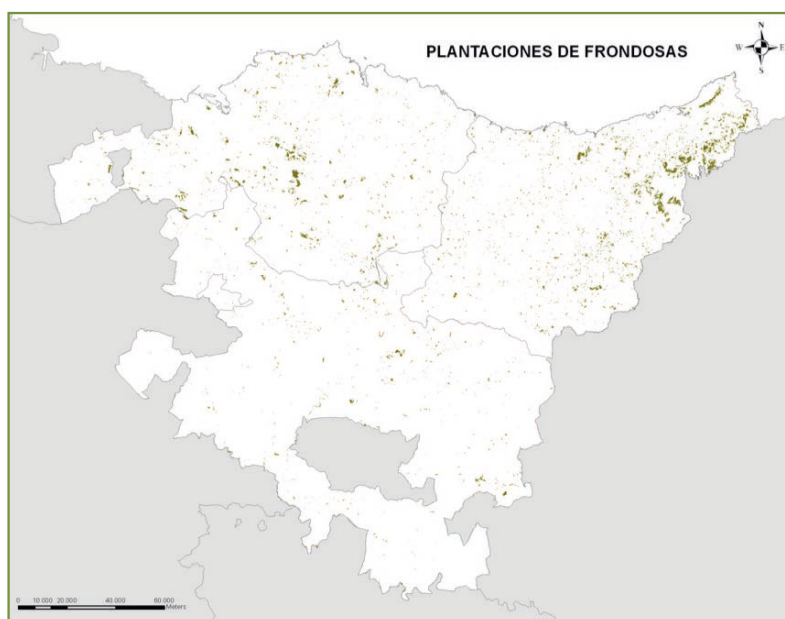 PLANTACIONES DE FRONDOSAS
N
W E
S
0 10.000 20.000 40.000 60.000
Meters